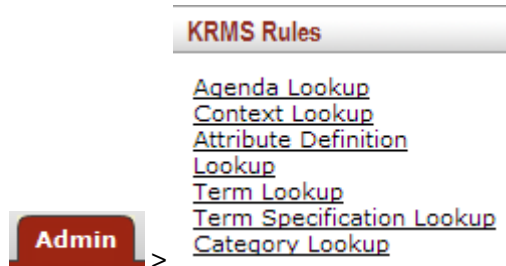 KRMS Rules
Agenda Lookup
Context Lookup
Attribute Definition
Lookup
Term Lookup
Term Specification Lookup
Category Lookup
Admin >